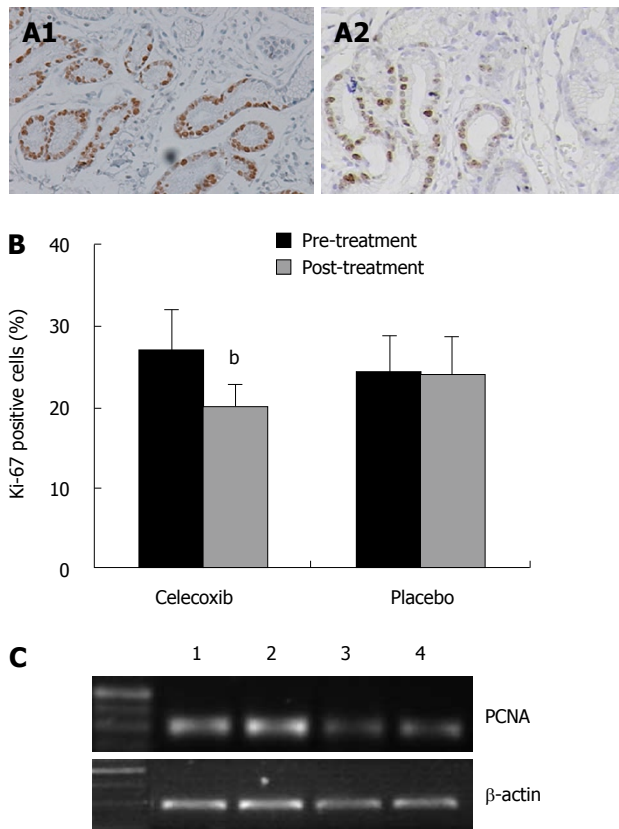 A1
A2
B
40
30
20
10
0
Ki-67 positive cells (%)
Pre-treatment
Post-treatment
b
Celecoxib
Placebo
C
1 2 3 4
PCNA
β-actin